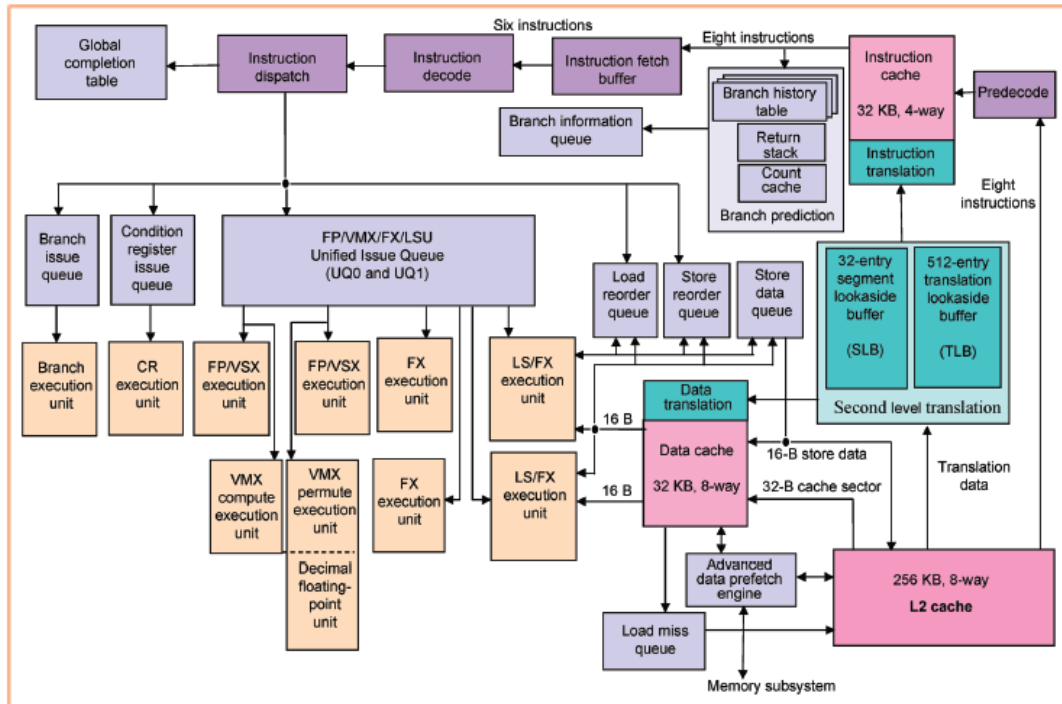 Six instructions
Eight instructions
Global
completion
table
Instruction
dispatch
Instruction
decode
Instruction fetch
buffer
Instruction
cache
32 KB, 4-way
Predecode
Branch history
table
Branch information
queue
Return
stack
Count
cache
Branch prediction
Instruction
translation
Eight
instructions
Branch
issue
queue
Condition
register
issue
queue
FP/VMX/FX/LSU
Unified Issue Queue
(UQ0 and UQ1)
Load
reorder
queue
Store
reorder
queue
Store
data
queue
32-entry
segment
lookaside
buffer
(SLB)
512-entry
translation
lookaside
buffer
(TLB)
Second level translation
Branch
execution
unit
CR
execution
unit
FP/VSX
execution
unit
FP/VSX
execution
unit
FX
execution
unit
LS/FX
execution
unit
Data
translation
16 B
Data cache
32 KB, 8-way
16-B store data
Translation
data
VMX
compute
execution
unit
VMX
permute
execution
unit
Decimal
floating-
point
unit
FX
execution
unit
LS/FX
execution
unit
16 B
32-B cache sector
Advanced
data prefetch
engine
256 KB, 8-way
L2 cache
Load miss
queue
Memory subsystem